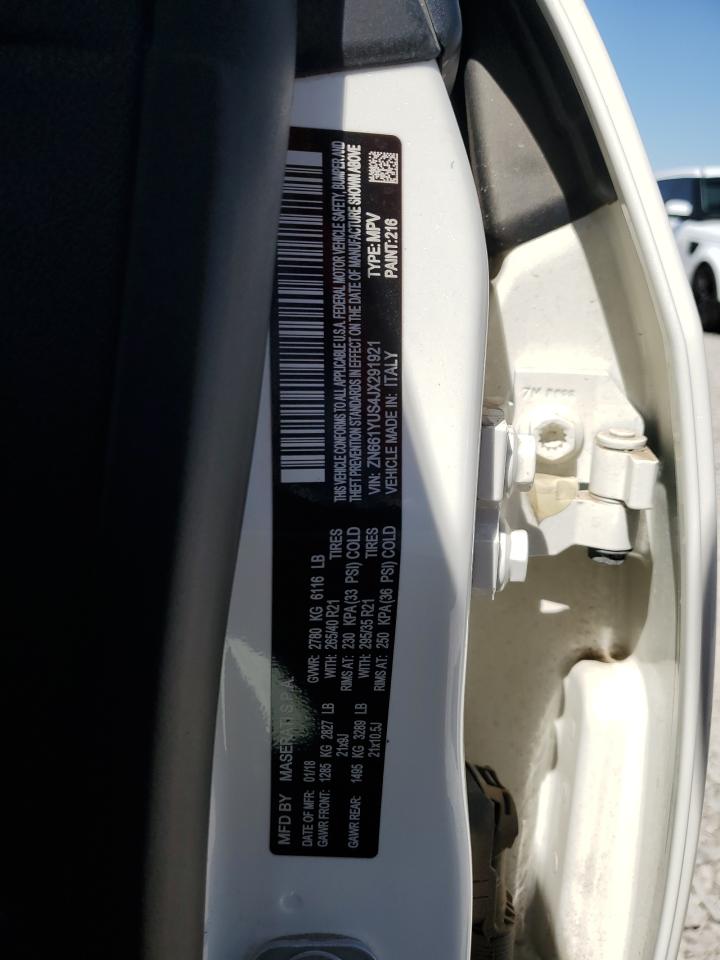 MFD BY MASERATI S.P.A.
DATE OF MFR: 01/18 GVWR: 2780 KG 6116 LB
GAWR FRONT: 1285 KG 2827 LB WITH: 265/40 R21 TIRES
21x9J RIMS AT: 230 KPA(33 PSI) COLD
GAWR REAR: 1495 KG 3289 LB WITH: 295/35 R21 TIRES
21x10.5J RIMS AT: 250 KPA(36 PSI) COLD
THIS VEHICLE CONFORMS TO ALL APPLICABLE U.S.A. FEDERAL MOTOR VEHICLE SAFETY, BUMPER AND
THEFT PREVENTION STANDARDS IN EFFECT ON THE DATE OF MANUFACTURE SHOWN ABOVE
VIN: ZN661YUS4JX291921 TYPE: MPV
VEHICLE MADE IN: ITALY PAINT: 216